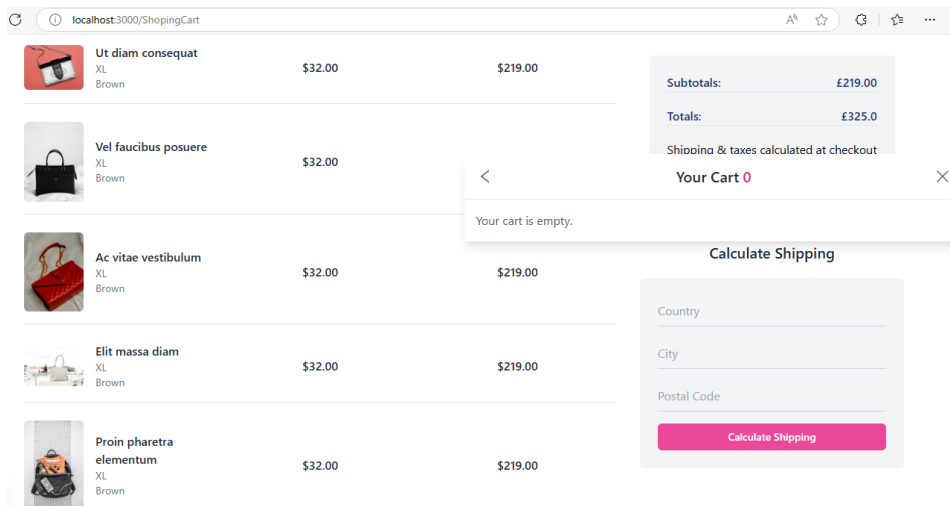 localhost:3000/ShopingCart
Ut diam consequat
XL
Brown
$32.00
$219.00
Vel faucibus posuere
XL
Brown
$32.00
Ac vitae vestibulum
XL
Brown
$32.00
$219.00
Elit massa diam
XL
Brown
$32.00
$219.00
Proin pharetra
elementum
XL
Brown
$32.00
$219.00
Subtotals: £219.00
Totals: £325.0
Shipping & taxes calculated at checkout
Your Cart 0
Your cart is empty.
Calculate Shipping
Country
City
Postal Code
Calculate Shipping